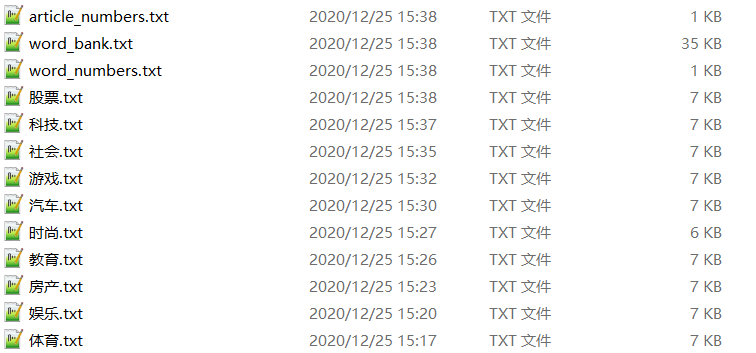 article_numbers.txt 2020/12/25 15:38 TXT 文件 1 KB
word_bank.txt 2020/12/25 15:38 TXT 文件 35 KB
word_numbers.txt 2020/12/25 15:38 TXT 文件 1 KB
股票.txt 2020/12/25 15:38 TXT 文件 7 KB
科技.txt 2020/12/25 15:37 TXT 文件 7 KB
社会.txt 2020/12/25 15:35 TXT 文件 7 KB
游戏.txt 2020/12/25 15:32 TXT 文件 7 KB
汽车.txt 2020/12/25 15:30 TXT 文件 7 KB
时尚.txt 2020/12/25 15:27 TXT 文件 6 KB
教育.txt 2020/12/25 15:26 TXT 文件 7 KB
房产.txt 2020/12/25 15:23 TXT 文件 7 KB
娱乐.txt 2020/12/25 15:20 TXT 文件 7 KB
体育.txt 2020/12/25 15:17 TXT 文件 7 KB